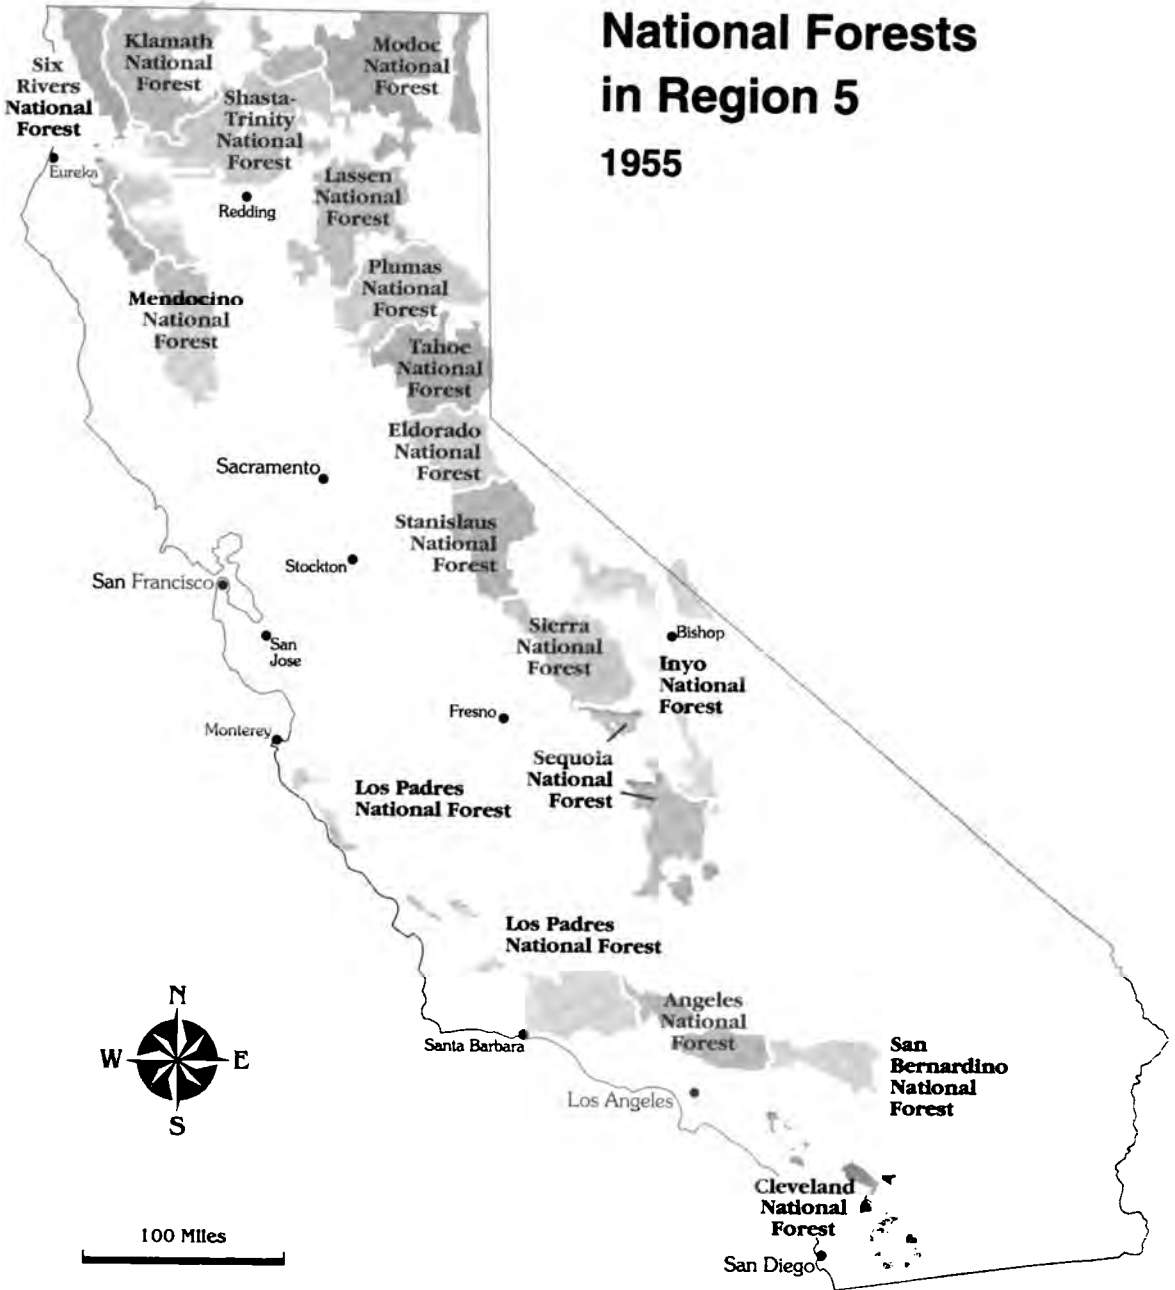 National Forests
in Region 5
1955
Six
Rivers
National
Forest
Klamath
National
Forest
Modoc
National
Forest
Shasta-
Trinity
National
Forest
Eureka
Redding
Lassen
National
Forest
Plumas
National
Forest
Mendocino
National
Forest
Tahoe
National
Forest
Eldorado
National
Forest
Sacramento
Stanislaus
National
Forest
Stockton
San Francisco
San
Jose
Sierra
National
Forest
Bishop
Inyo
National
Forest
Fresno
Monterey
Sequoia
National
Forest
Los Padres
National Forest
Los Padres
National Forest
N
W
E
S
Angeles
National
Forest
Santa Barbara
San
Bernardino
National
Forest
Los Angeles
Cleveland
National
Forest
100 Miles
San Diego